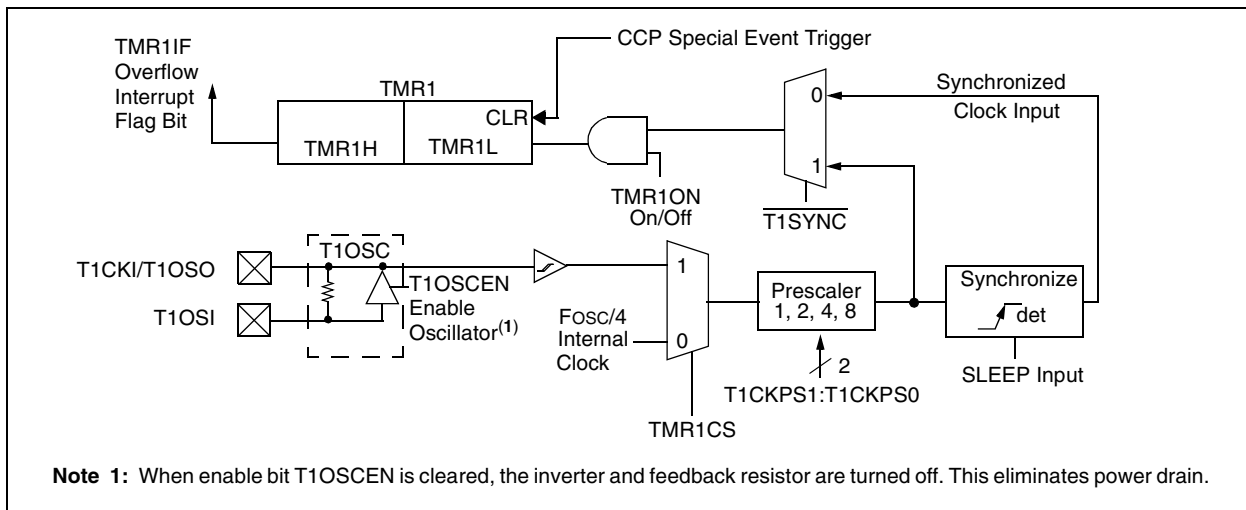 TMR1IF
Overflow
Interrupt
Flag Bit
TMR1
TMR1H
TMR1L
CLR
CCP Special Event Trigger
TMR1ON
On/Off
0
1
T1SYNC
Synchronized
Clock Input
T1CKI/T1OSO
T1OSI
T1OSC
T1OSCEN
Enable
Oscillator(1)
FOSC/4
Internal
Clock
1
0
TMR1CS
Prescaler
1, 2, 4, 8
2
T1CKPS1:T1CKPS0
Synchronize
det
SLEEP Input
Note 1: When enable bit T1OSCEN is cleared, the inverter and feedback resistor are turned off. This eliminates power drain.